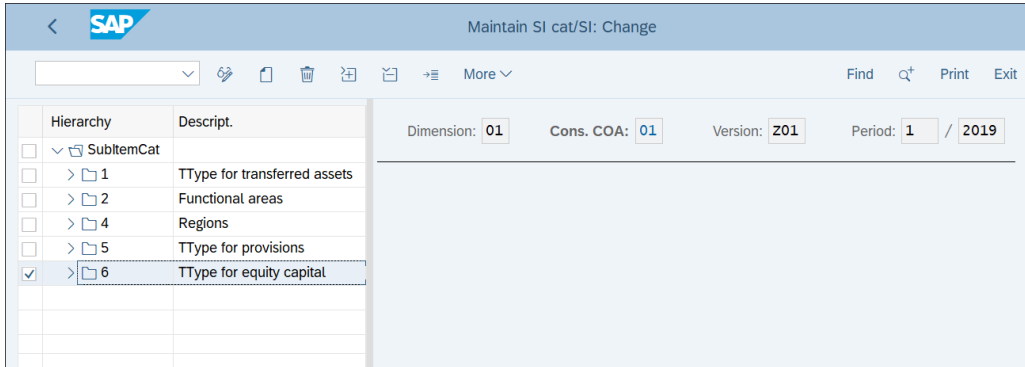 SAP
Maintain SI cat/SI: Change
More
Find Print Exit
Hierarchy Descript.
Dimension: 01 Cons. COA: 01 Version: Z01 Period: 1 / 2019
SubItemCat
1 TType for transferred assets
2 Functional areas
4 Regions
5 TType for provisions
6 TType for equity capital